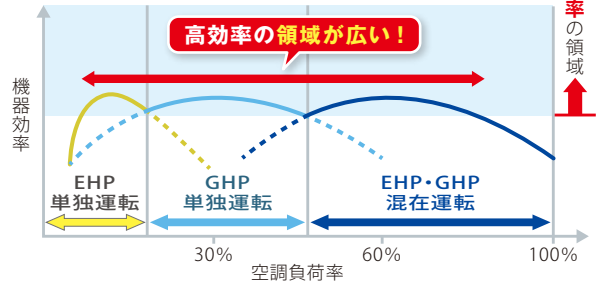 高効率の領域が広い！
率の領域
機器効率
EHP
単独運転
GHP
単独運転
EHP・GHP
混在運転
30%
60%
100%
空調負荷率